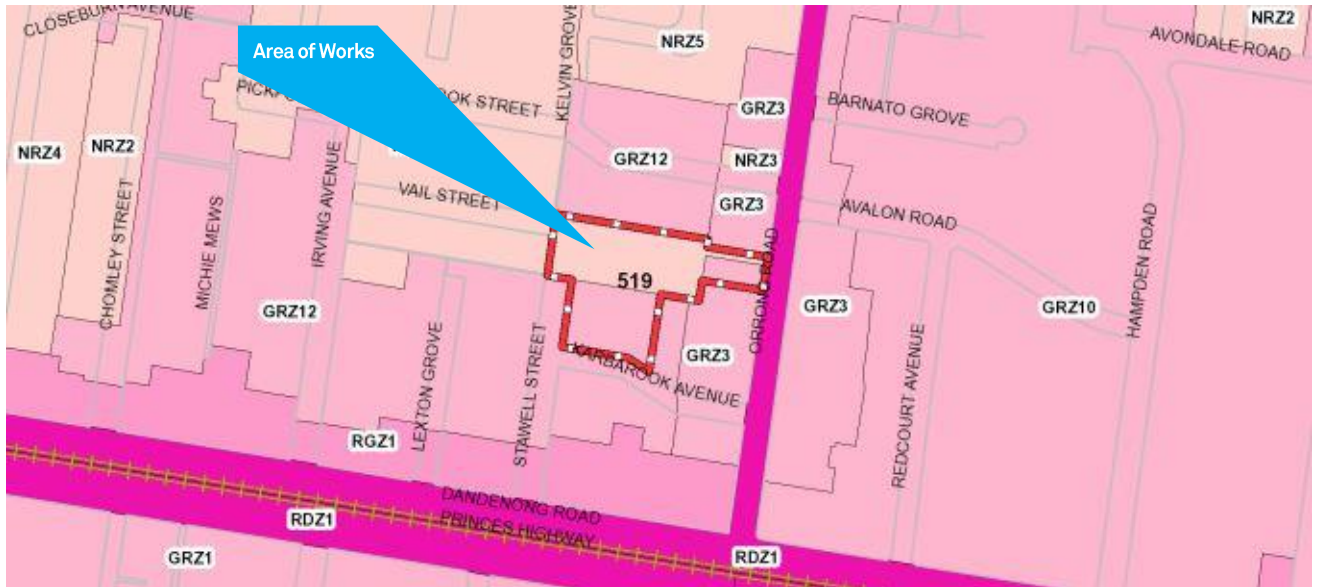 CLOSEBURN AVENUE
NRZ2
AVONDALE ROAD
Area of Works
KELVIN GROVE
NRZ5
OOK STREET
GRZ3
BARNATO GROVE
NRZ4
NRZ2
GRZ12
NRZ3
VAIL STREET
GRZ3
AVALON ROAD
CHOMLEY STREET
MICHIE MEWS
IRVING AVENUE
519
ORRONG ROAD
GRZ12
GRZ3
GRZ10
HAMPDEN ROAD
LEXTON GROVE
STAWELL STREET
KARBAROOK AVENUE
GRZ3
REDCOURT AVENUE
RGZ1
DANDENONG ROAD
PRINCES HIGHWAY
RDZ1
GRZ1
RDZ1